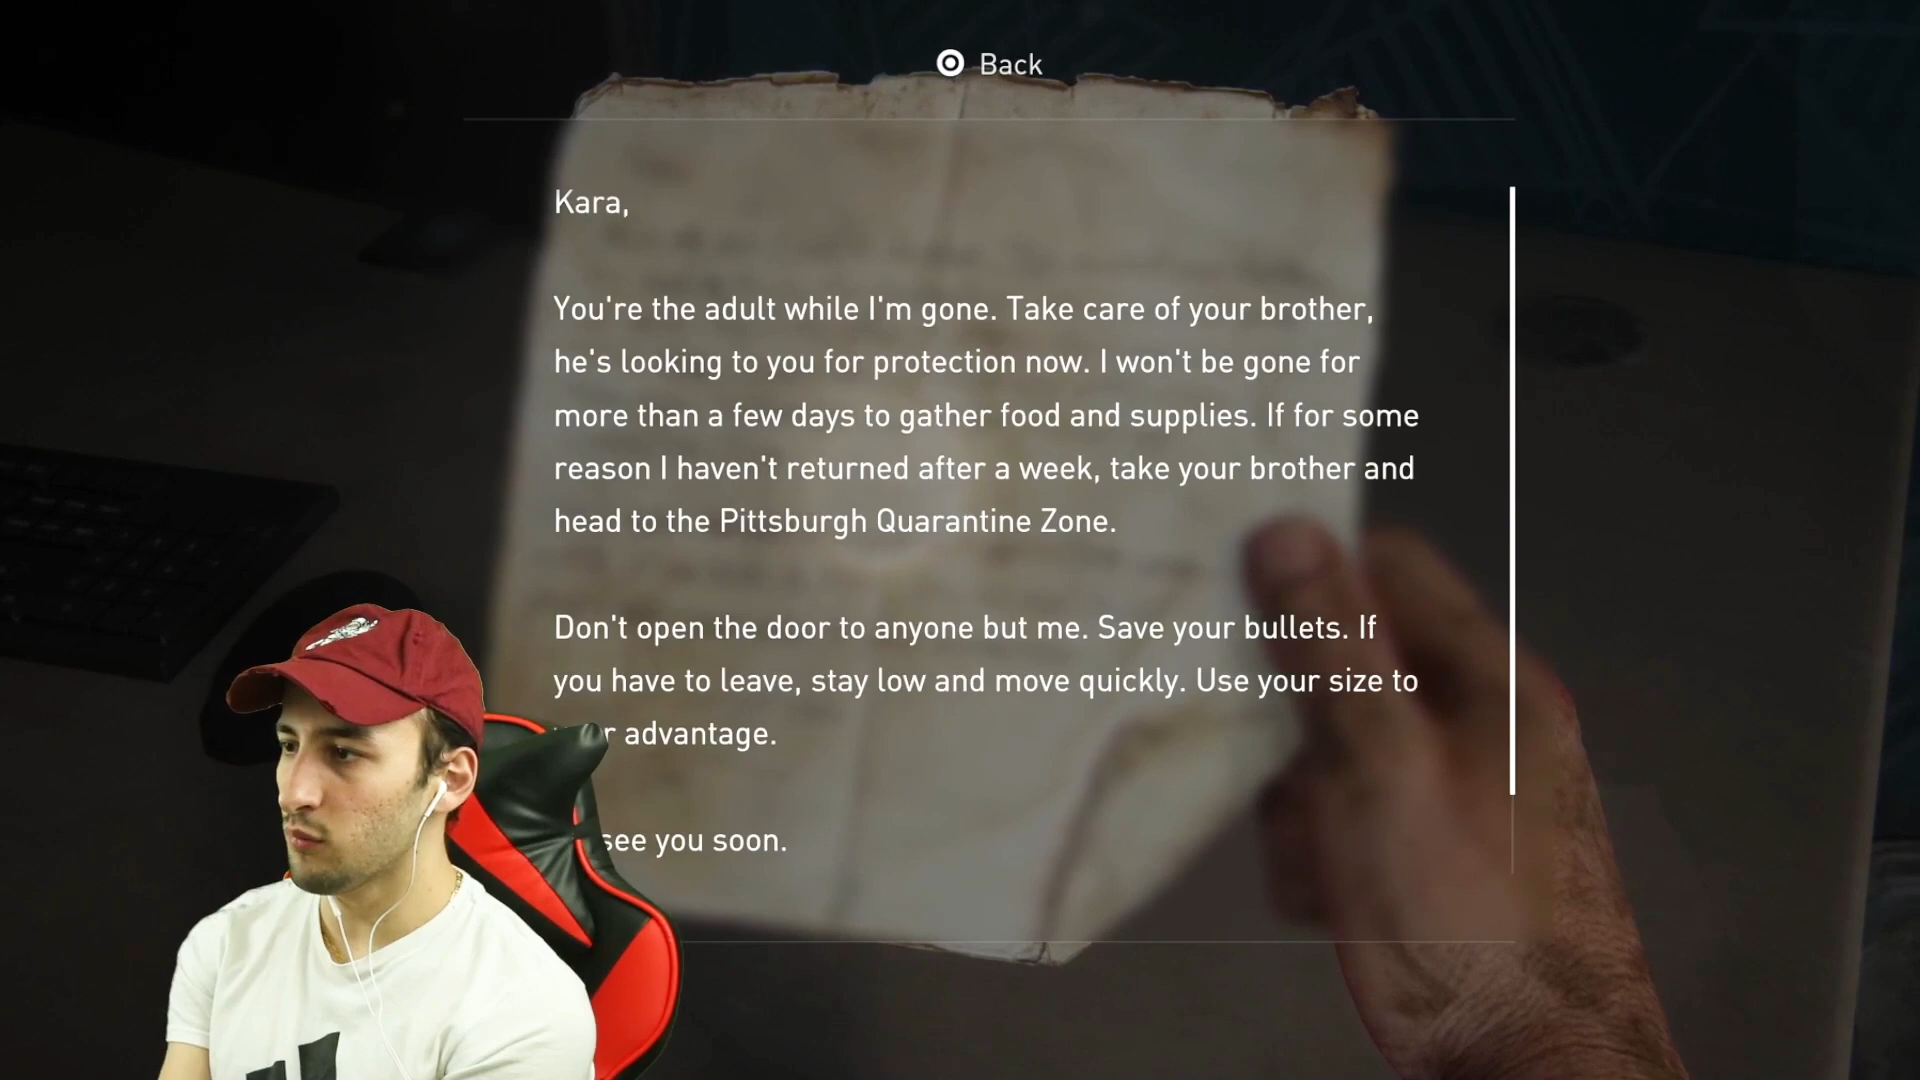 Back
Kara,
You're the adult while I'm gone. Take care of your brother,
he's looking to you for protection now. I won't be gone for
more than a few days to gather food and supplies. If for some
reason I haven't returned after a week, take your brother and
head to the Pittsburgh Quarantine Zone.
Don't open the door to anyone but me. Save your bullets. If
you have to leave, stay low and move quickly. Use your size to
advantage.
see you soon.